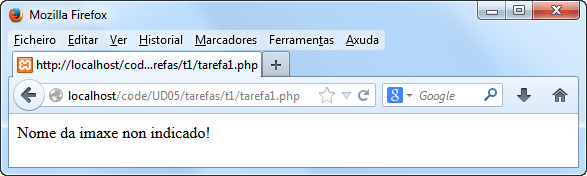 Mozilla Firefox
Ficheiro Editar Ver Historial Marcadores Ferramentas Axuda
http://localhost/cod...refas/t1/tarefa1.php
localhost/code/UD05/tarefas/t1/tarefa1.php Google
Nome da imaxe non indicado!